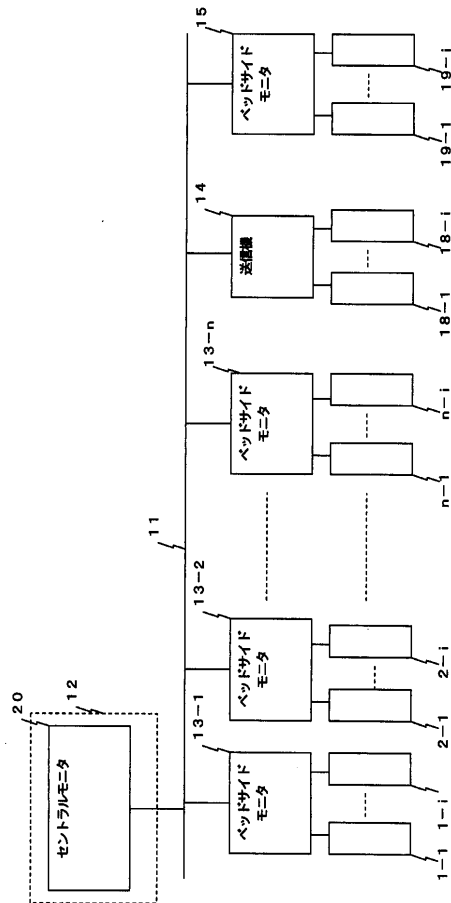 20
12
セントラルモニタ
11
13-1
ベッドサイド
モニタ
1-1
1-i
13-2
ベッドサイド
モニタ
2-1
2-i
13-n
ベッドサイド
モニタ
n-1
n-i
14
送信機
18-1
18-i
15
ベッドサイド
モニタ
19-1
19-i